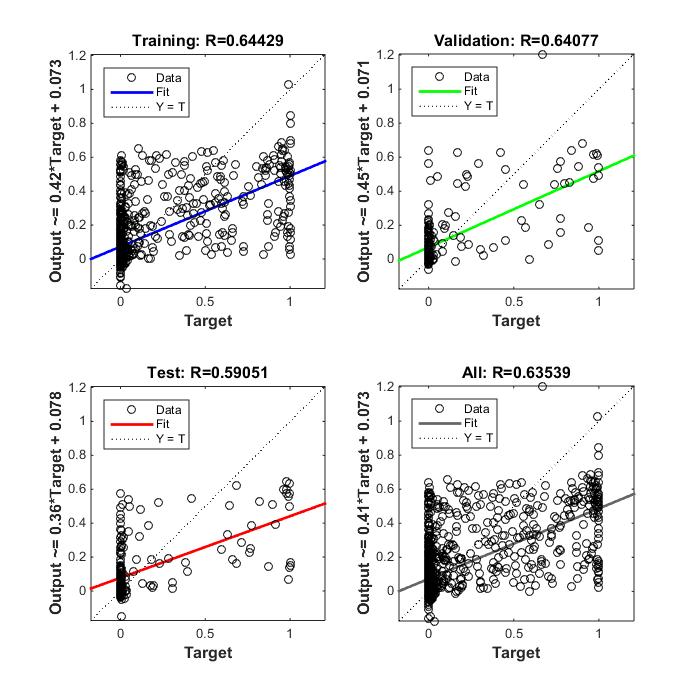 Training: R=0.64429
Output ~= 0.42*Target + 0.073
1.2
1
0.8
0.6
0.4
0.2
0
Data
Fit
Y = T
0 0.5 1
Target
Validation: R=0.64077
Output ~= 0.45*Target + 0.071
1.2
1
0.8
0.6
0.4
0.2
0
Data
Fit
Y = T
0 0.5 1
Target
Test: R=0.59051
Output ~= 0.36*Target + 0.078
1.2
1
0.8
0.6
0.4
0.2
0
Data
Fit
Y = T
0 0.5 1
Target
All: R=0.63539
Output ~= 0.41*Target + 0.073
1.2
1
0.8
0.6
0.4
0.2
0
Data
Fit
Y = T
0 0.5 1
Target